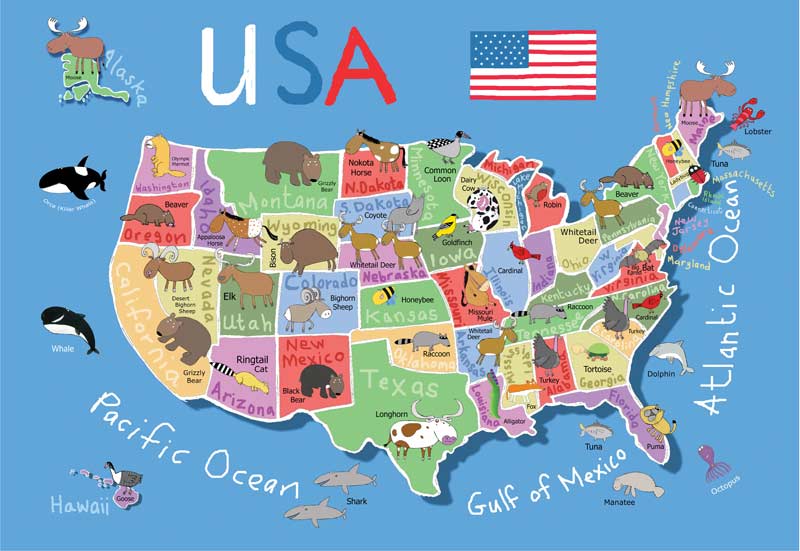 USA
Alaska
Moose
Orca (Killer Whale)
Whale
Hawaii
Goose
Pacific Ocean
Shark
Gulf of Mexico
Tuna
Manatee
Octopus
Dolphin
Atlantic Ocean
Lobster
Tuna
Olympic
Marmot
Washington
Beaver
Oregon
California
Grizzly
Bear
Idaho
Appaloosa
Horse
Nevada
Desert
Bighorn
Sheep
Montana
Grizzly
Bear
Wyoming
Bison
Utah
Elk
Colorado
Bighorn
Sheep
Arizona
Ringtail
Cat
New
Mexico
Black
Bear
Nokota
Horse
N.Dakota
S.Dakota
Coyote
Whitetail Deer
Nebraska
Kansas
Honeybee
Oklahoma
Raccoon
Texas
Longhorn
Common
Loon
Minnesota
Goldfinch
Iowa
Missouri
Missouri
Mule
Whitetail
Deer
Arkansas
Louisiana
Alligator
Dairy
Cow
Wisconsin
Michigan
Robin
Illinois
Cardinal
Indiana
Ohio
Whitetail
Deer
Kentucky
Raccoon
Tennessee
Fox
Alabama
Turkey
Georgia
Tortoise
Florida
Puma
Turkey
Cardinal
N.Carolina
Virginia
W.
Virginia
Bat
Pennsylvania
New York
Beaver
New Hampshire
Honeybee
Maine
Moose
Ladybug
Massachusetts
Rhode
Island
Connecticut
New
Jersey
Maryland